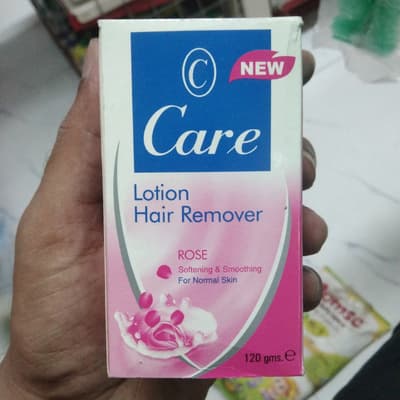 C
NEW
Care
Lotion
Hair Remover
ROSE
Softening & Smoothing
For Normal Skin
120 gms. ℮